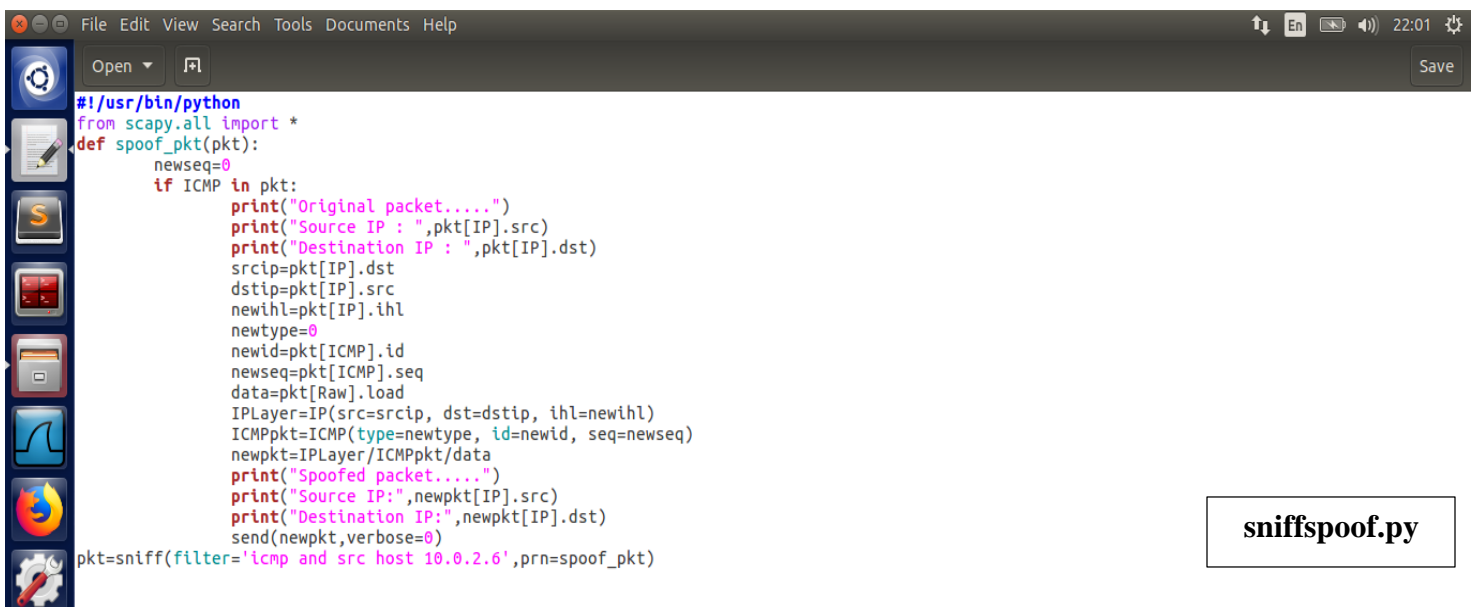 File Edit View Search Tools Documents Help
En 22:01
Open Save
#!/usr/bin/python
from scapy.all import *
def spoof_pkt(pkt):
newseq=0
if ICMP in pkt:
print("Original packet.....")
print("Source IP : ",pkt[IP].src)
print("Destination IP : ",pkt[IP].dst)
srcip=pkt[IP].dst
dstip=pkt[IP].src
newihl=pkt[IP].ihl
newtype=0
newid=pkt[ICMP].id
newseq=pkt[ICMP].seq
data=pkt[Raw].load
IPLayer=IP(src=srcip, dst=dstip, ihl=newihl)
ICMPpkt=ICMP(type=newtype, id=newid, seq=newseq)
newpkt=IPLayer/ICMPpkt/data
print("Spoofed packet.....")
print("Source IP:",newpkt[IP].src)
print("Destination IP:",newpkt[IP].dst)
send(newpkt,verbose=0)
pkt=sniff(filter='icmp and src host 10.0.2.6',prn=spoof_pkt)
sniffspoof.py